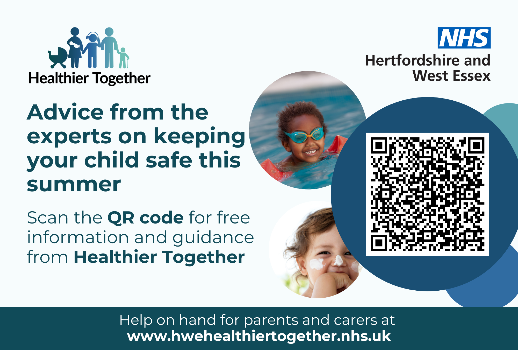 Healthier Together
NHS
Hertfordshire and
West Essex
Advice from the
experts on keeping
your child safe this
summer
Scan the QR code for free
information and guidance
from Healthier Together
Help on hand for parents and carers at
www.hwehealthiertogether.nhs.uk